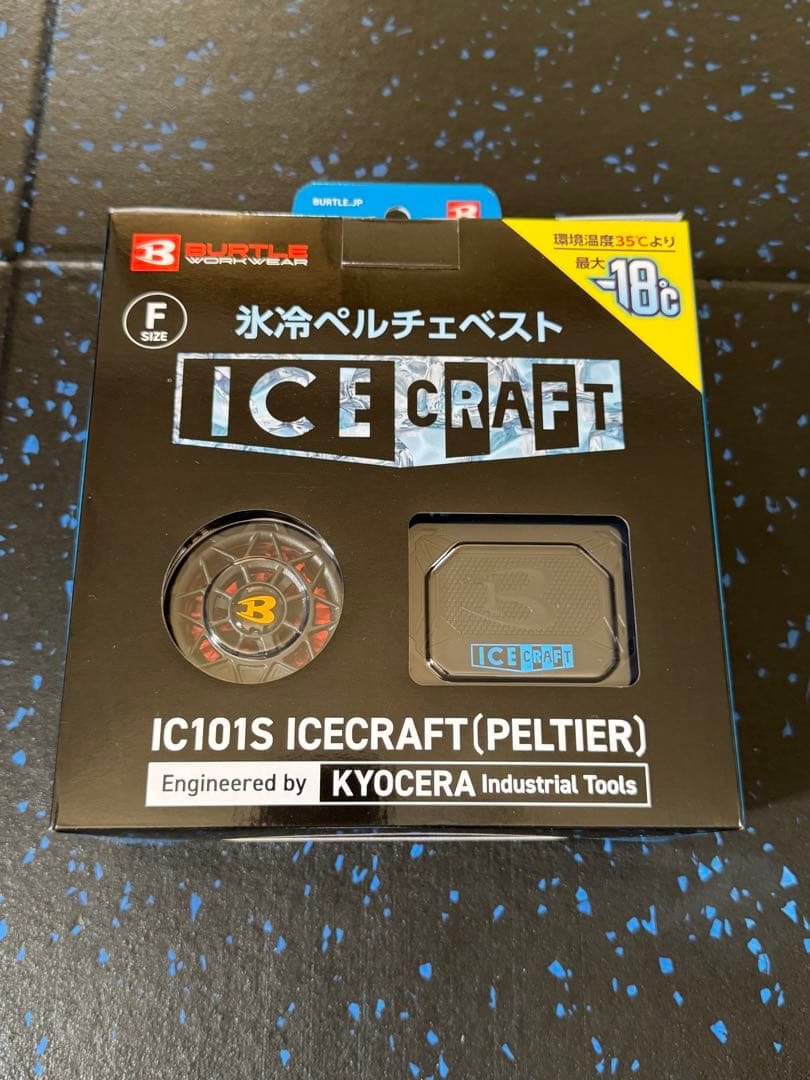 BURTLE.JP
B
BURTLE
WORKWEAR
環境温度35℃より
最大
-18℃
F
SIZE
氷冷ペルチェベスト
ICE CRAFT
B
B
ICE CRAFT
IC101S ICECRAFT(PELTIER)
Engineered by KYOCERA Industrial Tools